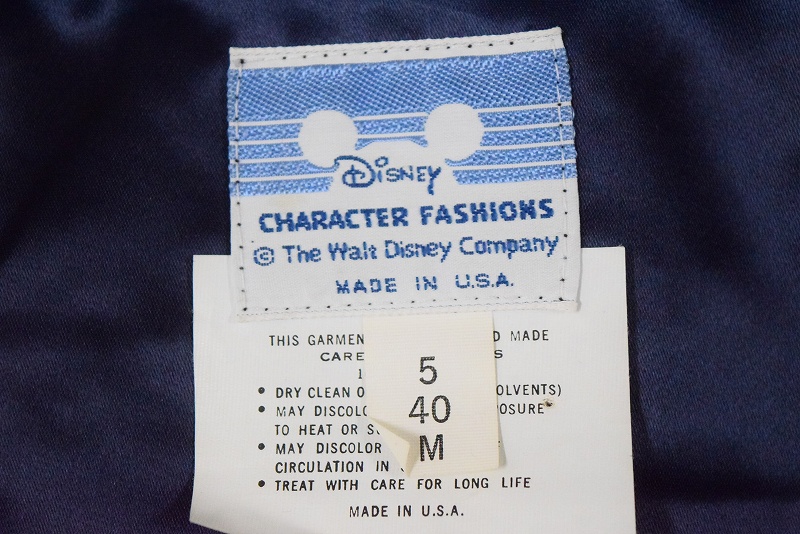 Disney
CHARACTER FASHIONS
© The Walt Disney Company
MADE IN U.S.A.
THIS GARMEN D MADE
CARE S
5
40
M
• DRY CLEAN O OLVENTS)
• MAY DISCOLO POSURE
TO HEAT OR S
• MAY DISCOLOR
CIRCULATION IN
• TREAT WITH CARE FOR LONG LIFE
MADE IN U.S.A.